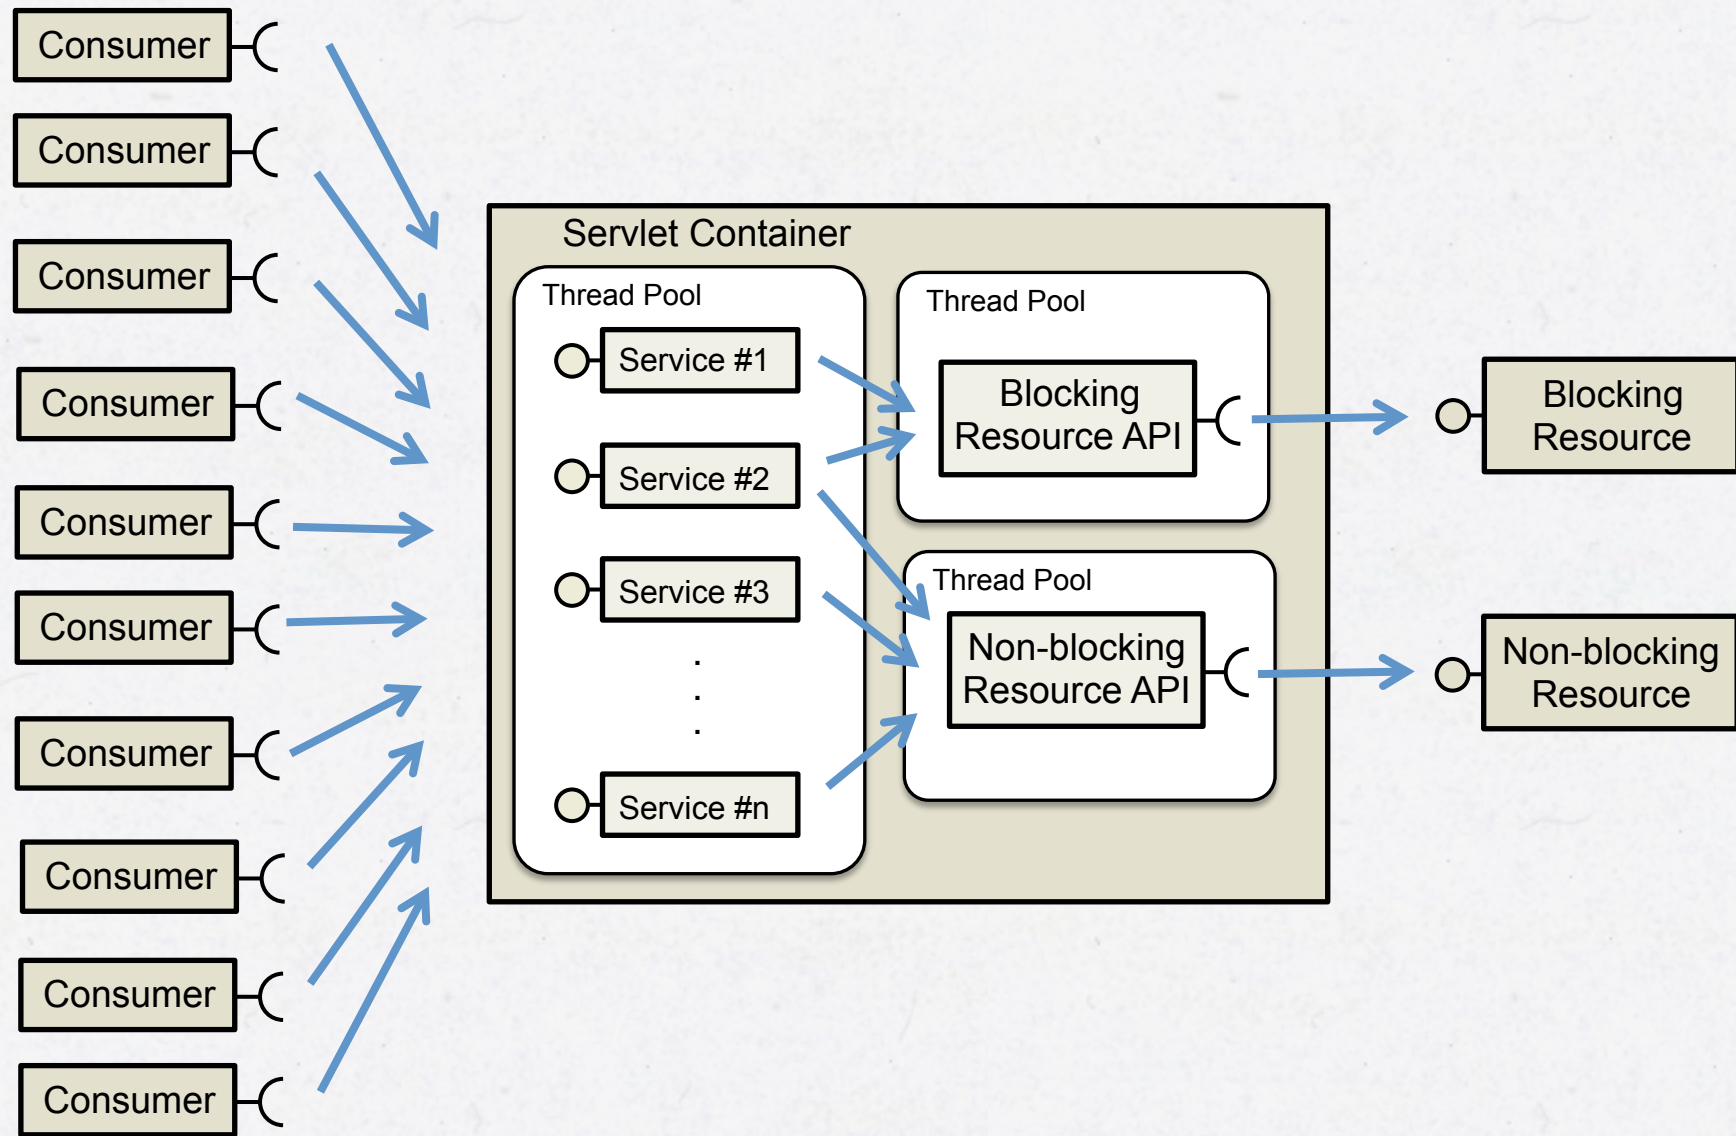 Consumer
Consumer
Consumer
Consumer
Consumer
Consumer
Consumer
Consumer
Consumer
Consumer
Servlet Container
Thread Pool
Service #1
Service #2
Service #3
.
.
.
Service #n
Thread Pool
Blocking
Resource API
Thread Pool
Non-blocking
Resource API
Blocking
Resource
Non-blocking
Resource